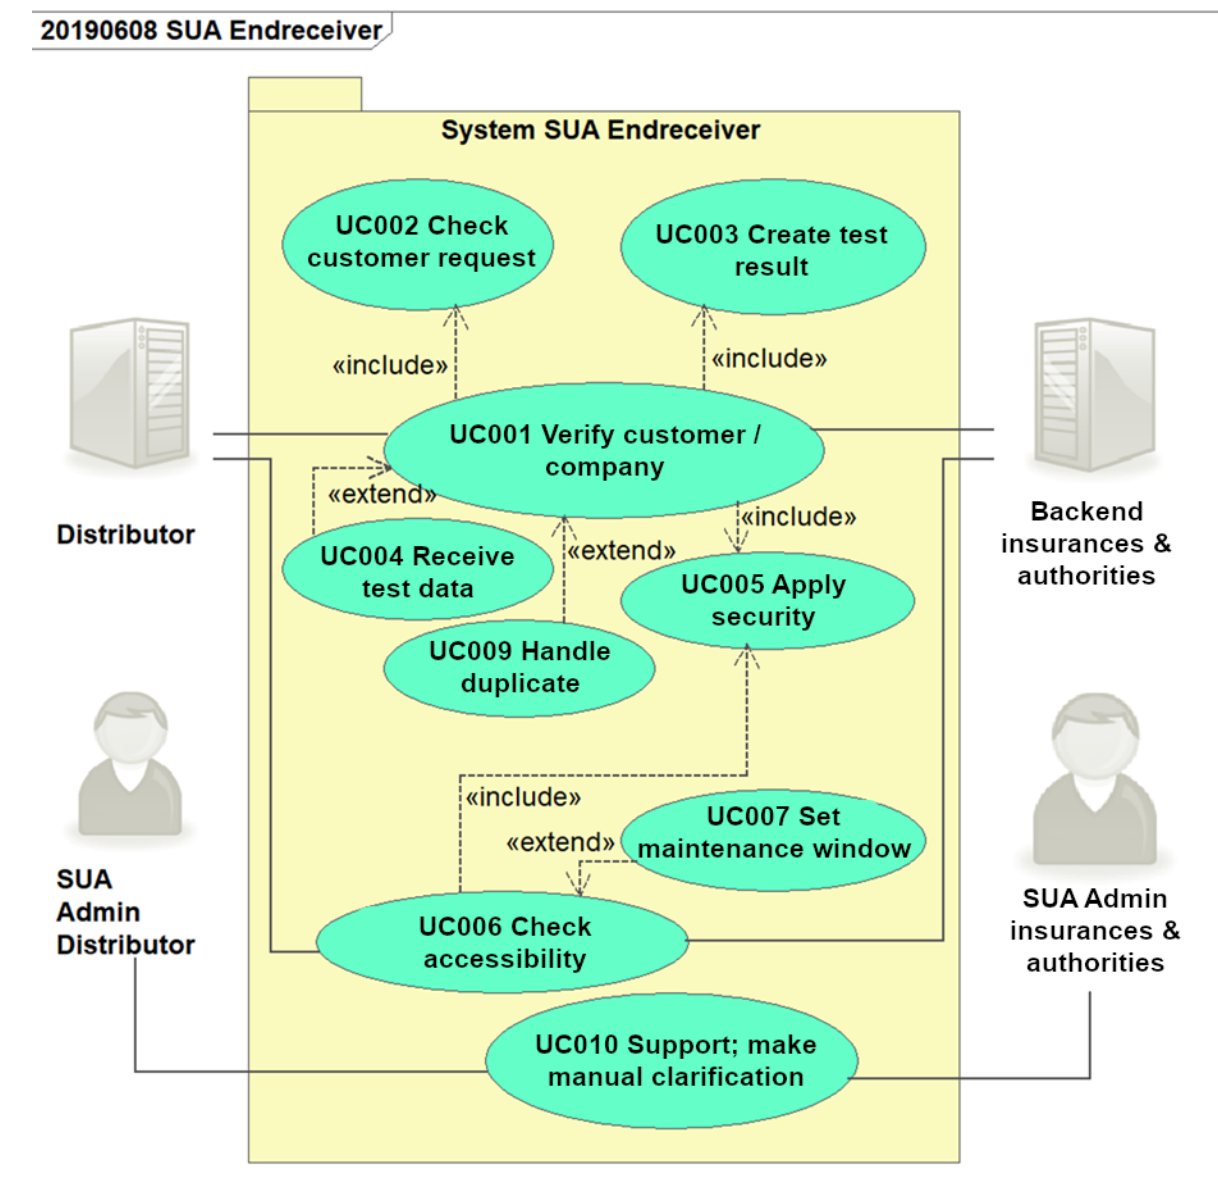 20190608 SUA Endreceiver
System SUA Endreceiver
UC002 Check
customer request
UC003 Create test
result
«include»
«include»
UC001 Verify customer /
company
«extend»
Distributor
Backend
insurances &
authorities
«include»
UC004 Receive
test data
«extend»
UC005 Apply
security
UC009 Handle
duplicate
«include»
UC007 Set
maintenance window
«extend»
SUA
Admin
Distributor
SUA Admin
insurances &
authorities
UC006 Check
accessibility
UC010 Support; make
manual clarification